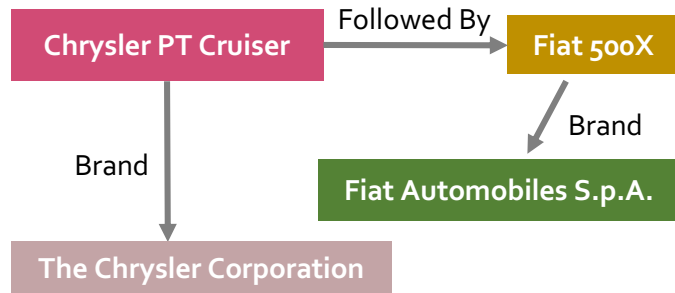 Followed By
Chrysler PT Cruiser
Fiat 500X
Brand
Brand
Fiat Automobiles S.p.A.
The Chrysler Corporation